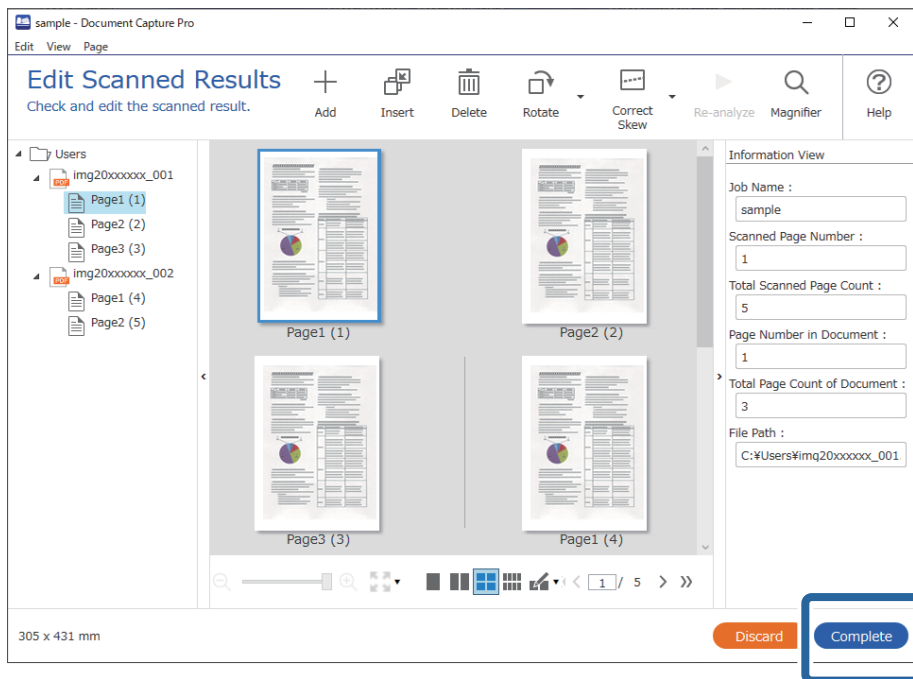 sample - Document Capture Pro
Edit View Page
Edit Scanned Results
Check and edit the scanned result.
Add
Insert
Delete
Rotate
Correct
Skew
Re-analyze
Magnifier
Help
Users
PDF
img20xxxxxx_001
Page1 (1)
Page2 (2)
Page3 (3)
PDF
img20xxxxxx_002
Page1 (4)
Page2 (5)
Page1 (1)
Page2 (2)
Page3 (3)
Page1 (4)
1 / 5
Information View
Job Name :
sample
Scanned Page Number :
1
Total Scanned Page Count :
5
Page Number in Document :
1
Total Page Count of Document :
3
File Path :
C:¥Users¥img20xxxxxx_001
305 x 431 mm
Discard
Complete